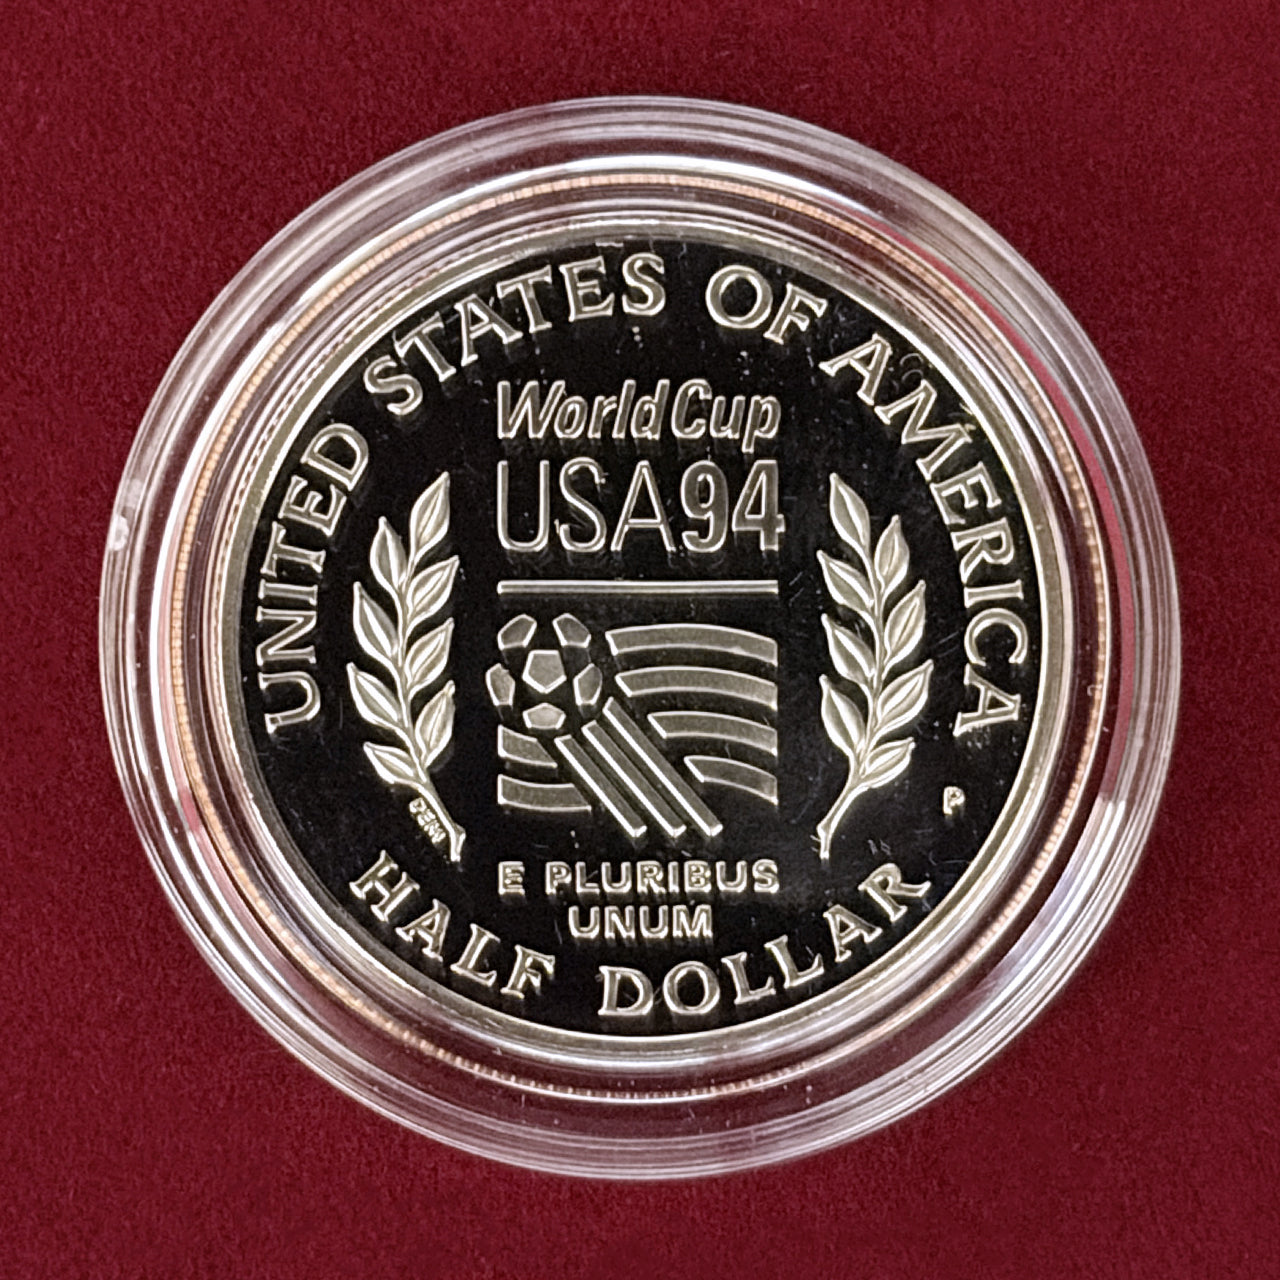 UNITED STATES OF AMERICA
World Cup
USA94
P
E PLURIBUS
UNUM
HALF DOLLAR